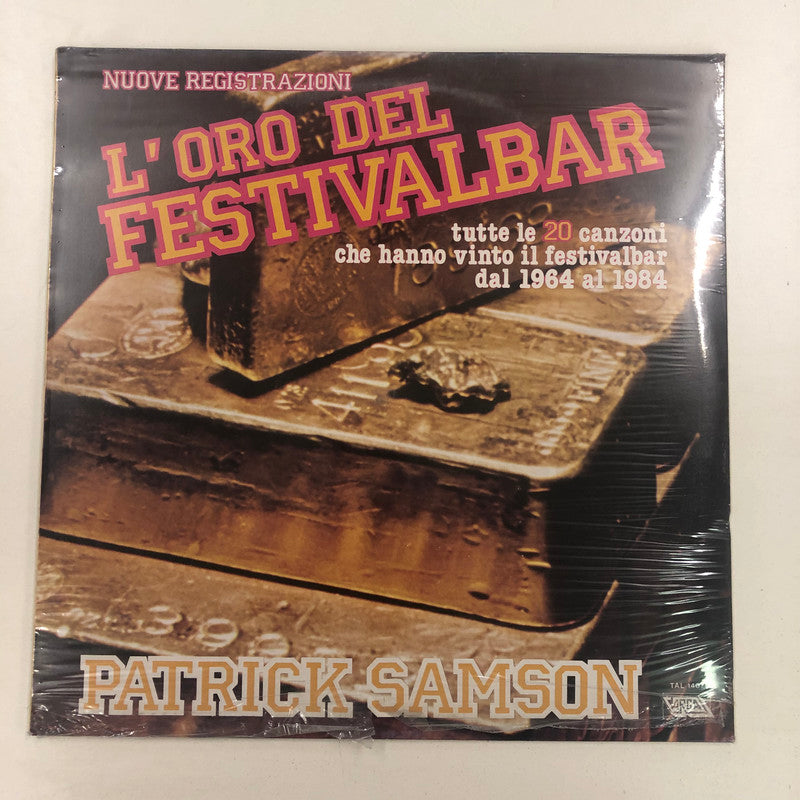 NUOVE REGISTRAZIONI
L'ORO DEL
FESTIVALBAR
tutte le 20 canzoni
che hanno vinto il festivalbar
dal 1964 al 1984
PATRICK SAMSON
TAL